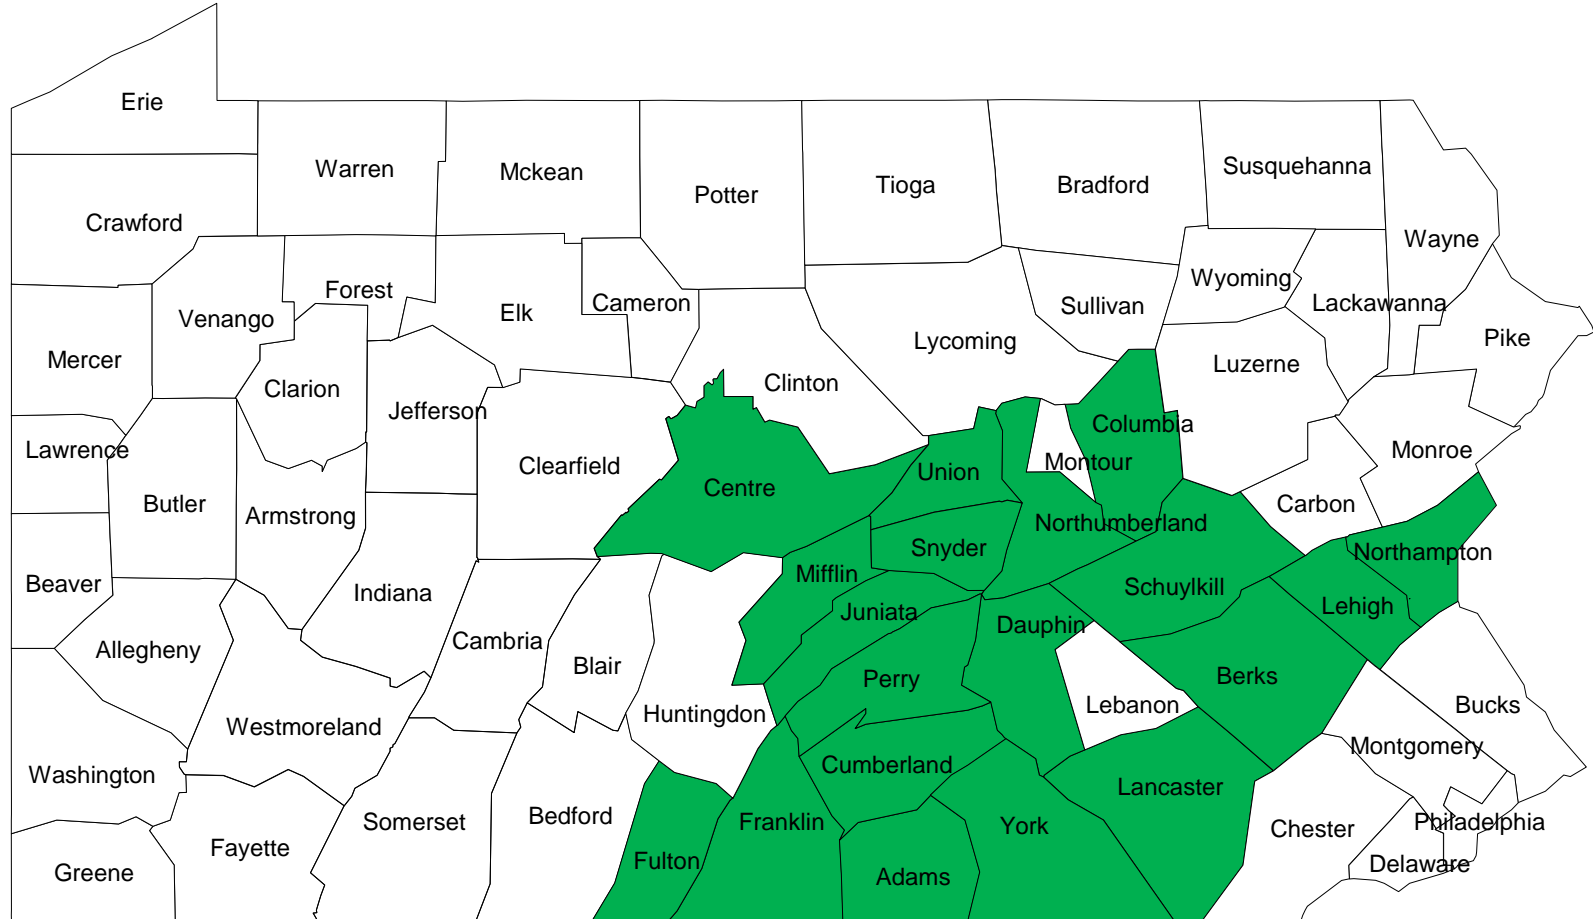 Erie
Warren
Mckean
Potter
Tioga
Bradford
Susquehanna
Crawford
Wayne
Forest
Venango
Elk
Cameron
Wyoming
Lackawanna
Sullivan
Mercer
Clarion
Jefferson
Clinton
Lycoming
Luzerne
Pike
Lawrence
Butler
Armstrong
Clearfield
Centre
Union
Montour
Columbia
Carbon
Monroe
Beaver
Indiana
Mifflin
Snyder
Northumberland
Schuylkill
Northampton
Allegheny
Cambria
Blair
Juniata
Dauphin
Lehigh
Westmoreland
Huntingdon
Perry
Lebanon
Berks
Bucks
Washington
Cumberland
Lancaster
Montgomery
Somerset
Bedford
Franklin
York
Chester
Philadelphia
Greene
Fayette
Fulton
Adams
Delaware